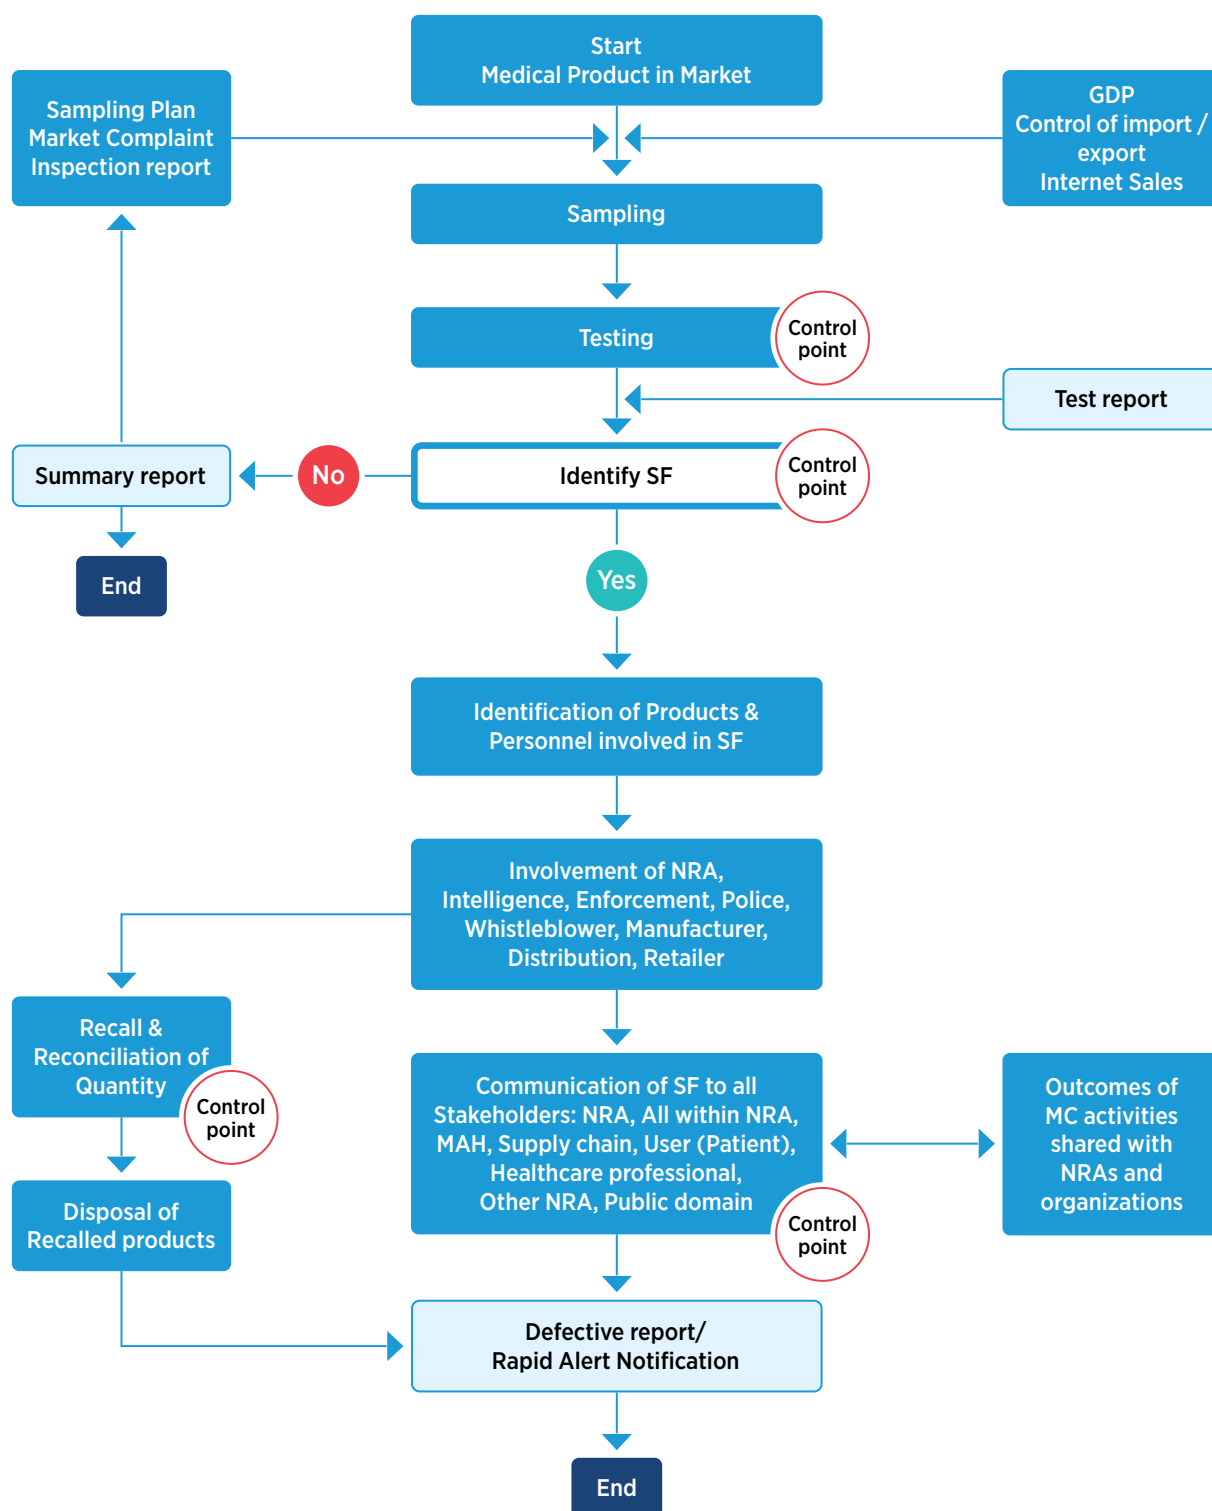 Start
Medical Product in Market
Sampling Plan
Market Complaint
Inspection report
GDP
Control of import /
export
Internet Sales
Sampling
Testing
Control
point
Test report
Identify SF
Control
point
No
Summary report
End
Yes
Identification of Products &
Personnel involved in SF
Involvement of NRA,
Intelligence, Enforcement, Police,
Whistleblower, Manufacturer,
Distribution, Retailer
Recall &
Reconciliation of
Quantity
Control
point
Communication of SF to all
Stakeholders: NRA, All within NRA,
MAH, Supply chain, User (Patient),
Healthcare professional,
Other NRA, Public domain
Control
point
Outcomes of
MC activities
shared with
NRAs and
organizations
Disposal of
Recalled products
Defective report/
Rapid Alert Notification
End